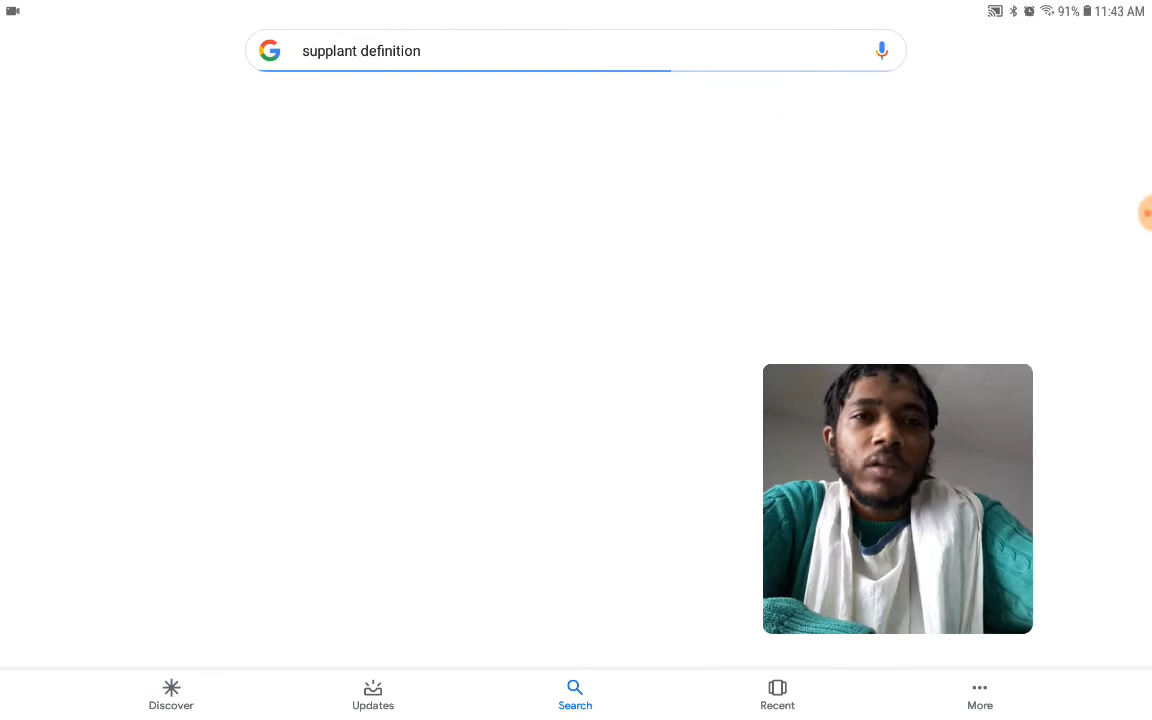 91% 11:43 AM
supplant definition
Discover Updates Search Recent More